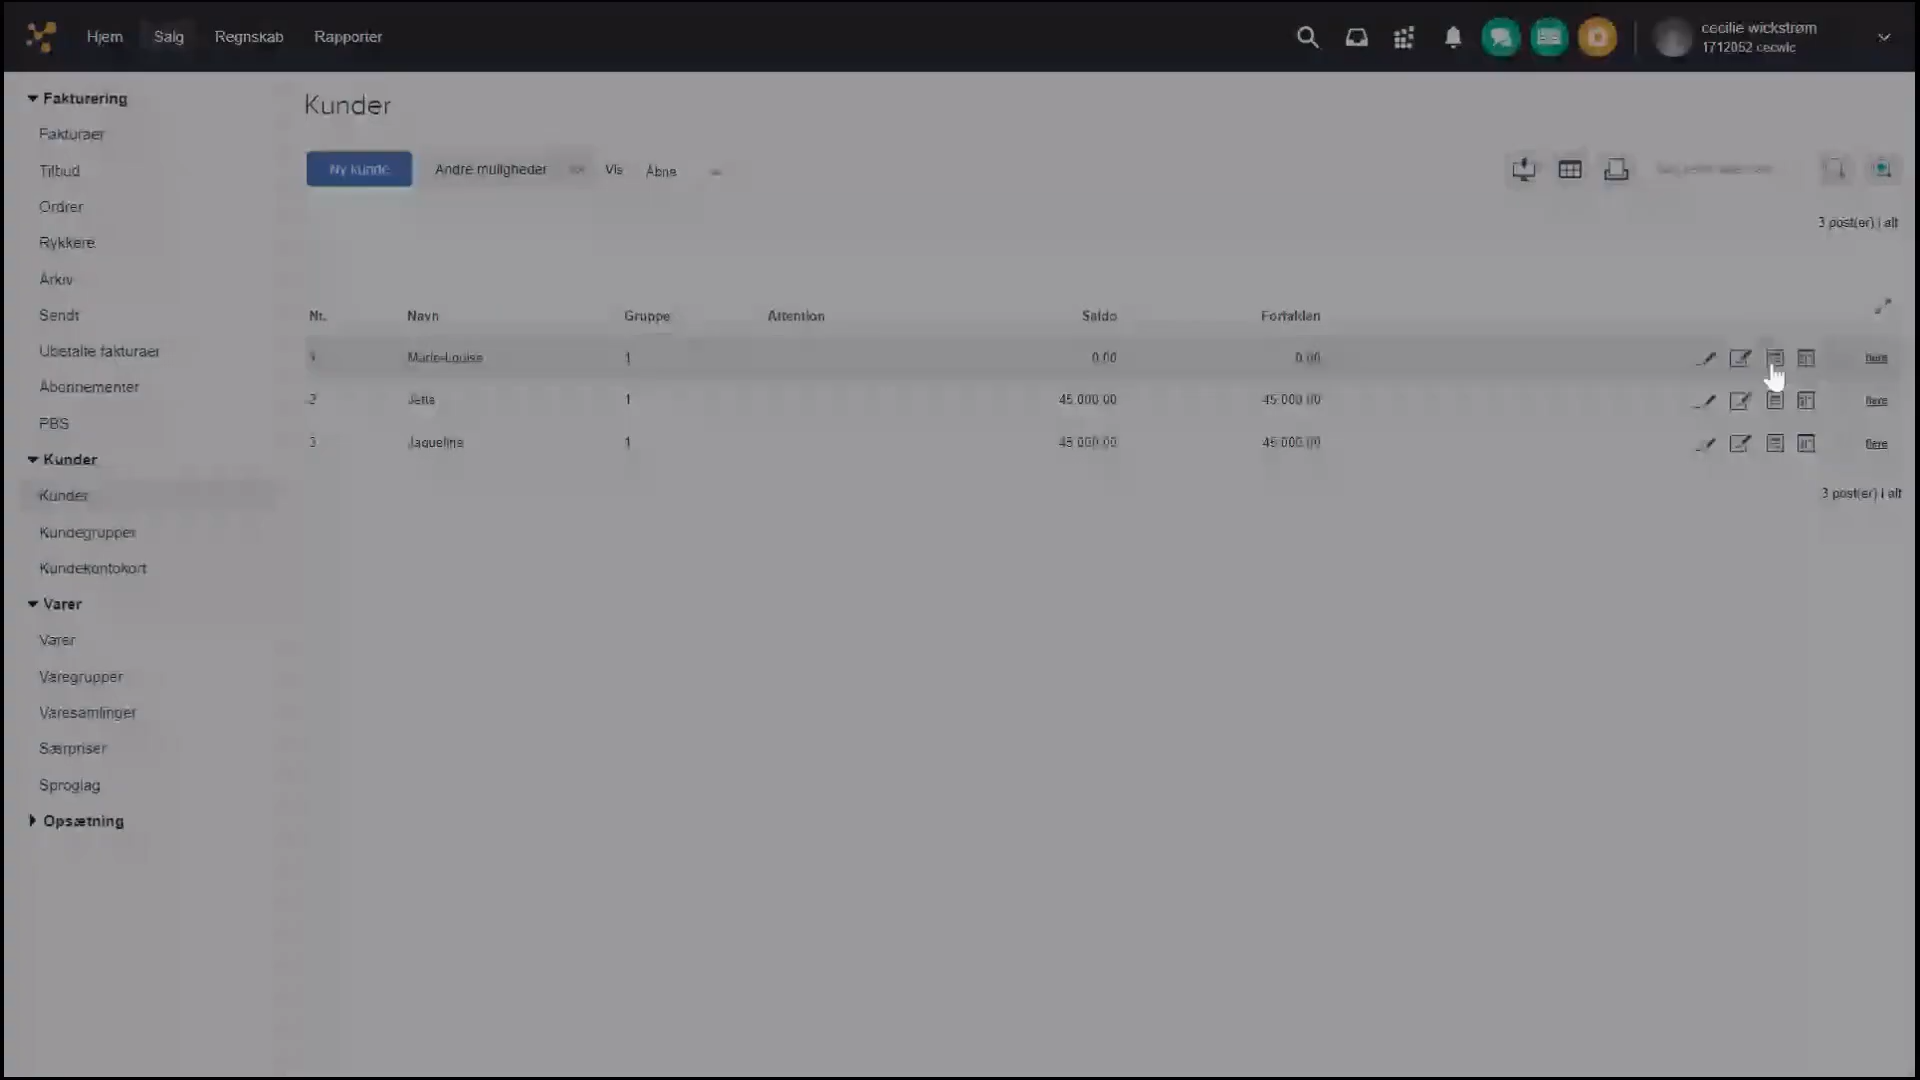 Hjem Salg Regnskab Rapporter
cecilie wickstrøm
1712052 cecwic
Fakturering
Fakturaer
Tilbud
Ordrer
Rykkere
Arkiv
Sendt
Ubetalte fakturaer
Abonnementer
PBS
Kunder
Kunder
Kundegrupper
Kundekontokort
Varer
Varer
Varegrupper
Varesamlinger
Særpriser
Sproglag
Opsætning
Kunder
Ny kunde Andre muligheder Vis Åbne
3 post(er) i alt
Nr. Navn Gruppe Attention Saldo Forfalden
1 Marie-Louise 1 0,00 0,00 flere
2 Jette 1 45.000,00 45.000,00 flere
3 Jaqueline 1 45.000,00 45.000,00 flere
3 post(er) i alt